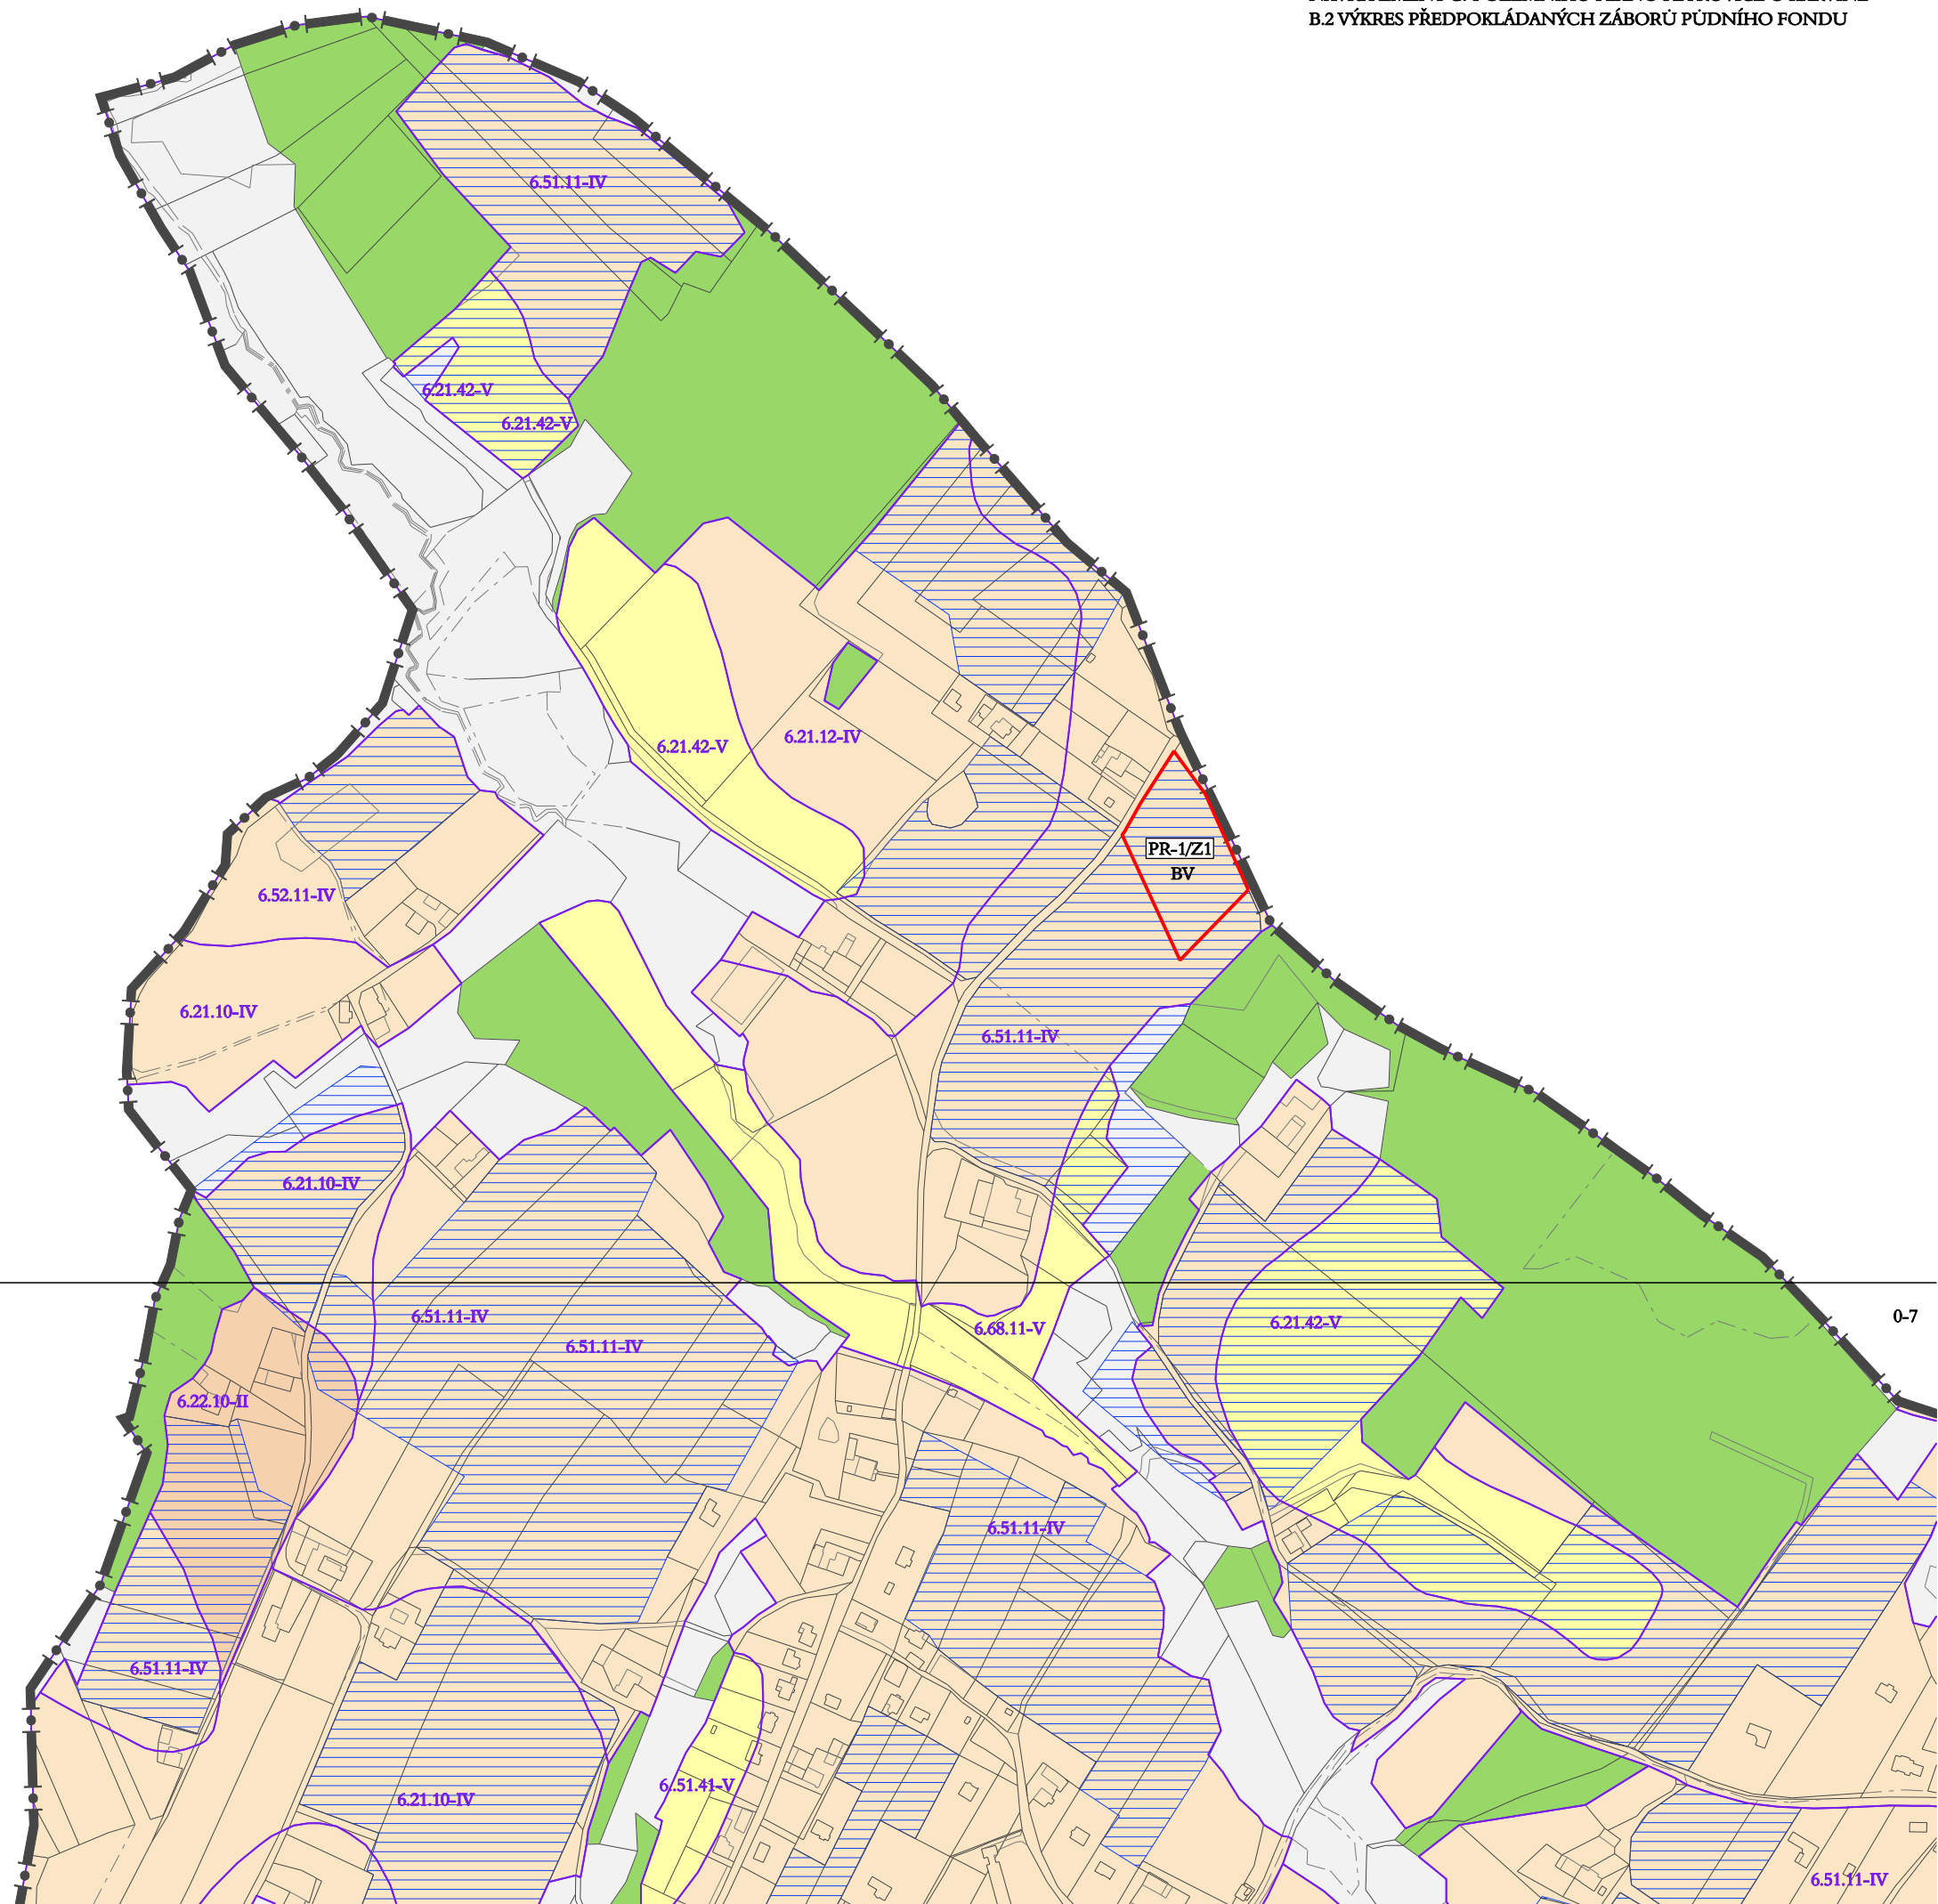 B.2 VÝKRES PŘEDPOKLÁDANÝCH ZÁBORŮ PŮDNÍHO FONDU
6.51.11-IV
6.21.42-V
6.21.42-V
6.21.42-V
6.21.12-IV
PR-1/Z1
BV
6.52.11-IV
6.21.10-IV
6.51.11-IV
6.21.10-IV
6.51.11-IV
6.51.11-IV
6.68.11-V
6.21.42-V
0-7
6.22.10-II
6.51.11-IV
6.51.11-IV
6.51.41-V
6.21.10-IV
6.51.11-IV